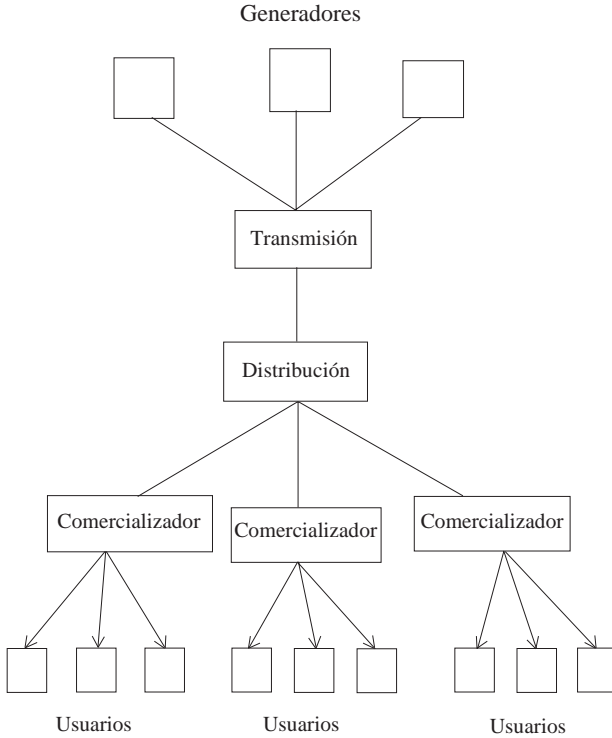 Generadores
Transmisión
Distribución
Comercializador
Comercializador
Comercializador
Usuarios
Usuarios
Usuarios